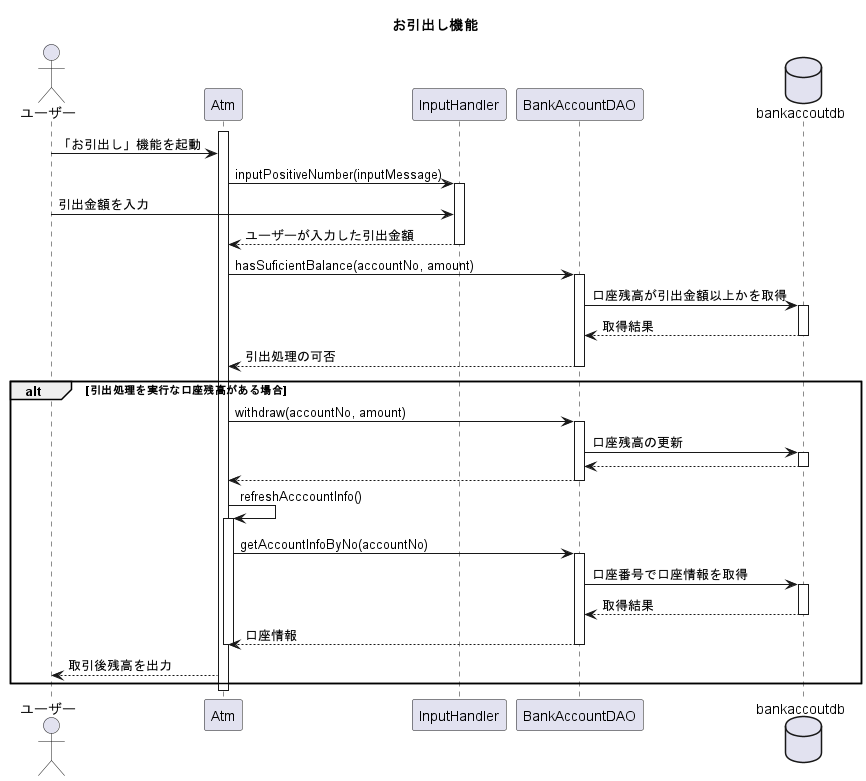 お引出し機能
ユーザー
Atm
InputHandler
BankAccountDAO
bankaccoutdb
「お引出し」機能を起動
inputPositiveNumber(inputMessage)
引出金額を入力
ユーザーが入力した引出金額
hasSuficientBalance(accountNo, amount)
口座残高が引出金額以上かを取得
取得結果
引出処理の可否
alt
[引出処理を実行な口座残高がある場合]
withdraw(accountNo, amount)
口座残高の更新
refreshAcccountInfo()
getAccountInfoByNo(accountNo)
口座番号で口座情報を取得
取得結果
口座情報
取引後残高を出力
ユーザー
Atm
InputHandler
BankAccountDAO
bankaccoutdb